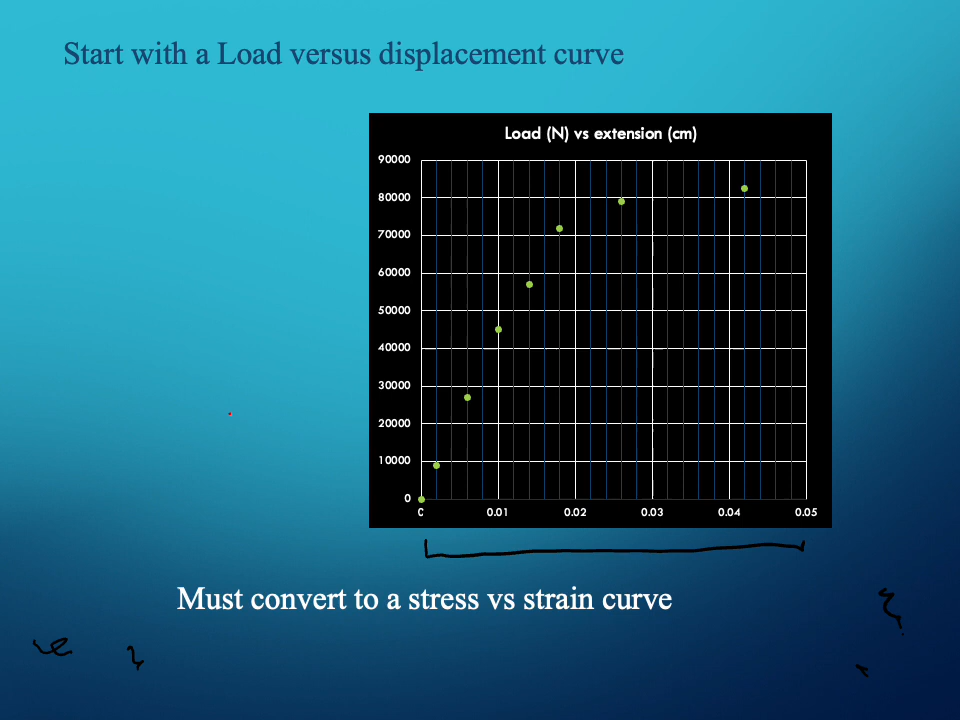 Start with a Load versus displacement curve
Load (N) vs extension (cm)
90000
80000
70000
60000
50000
40000
30000
20000
10000
0
0 0.01 0.02 0.03 0.04 0.05
Must convert to a stress vs strain curve